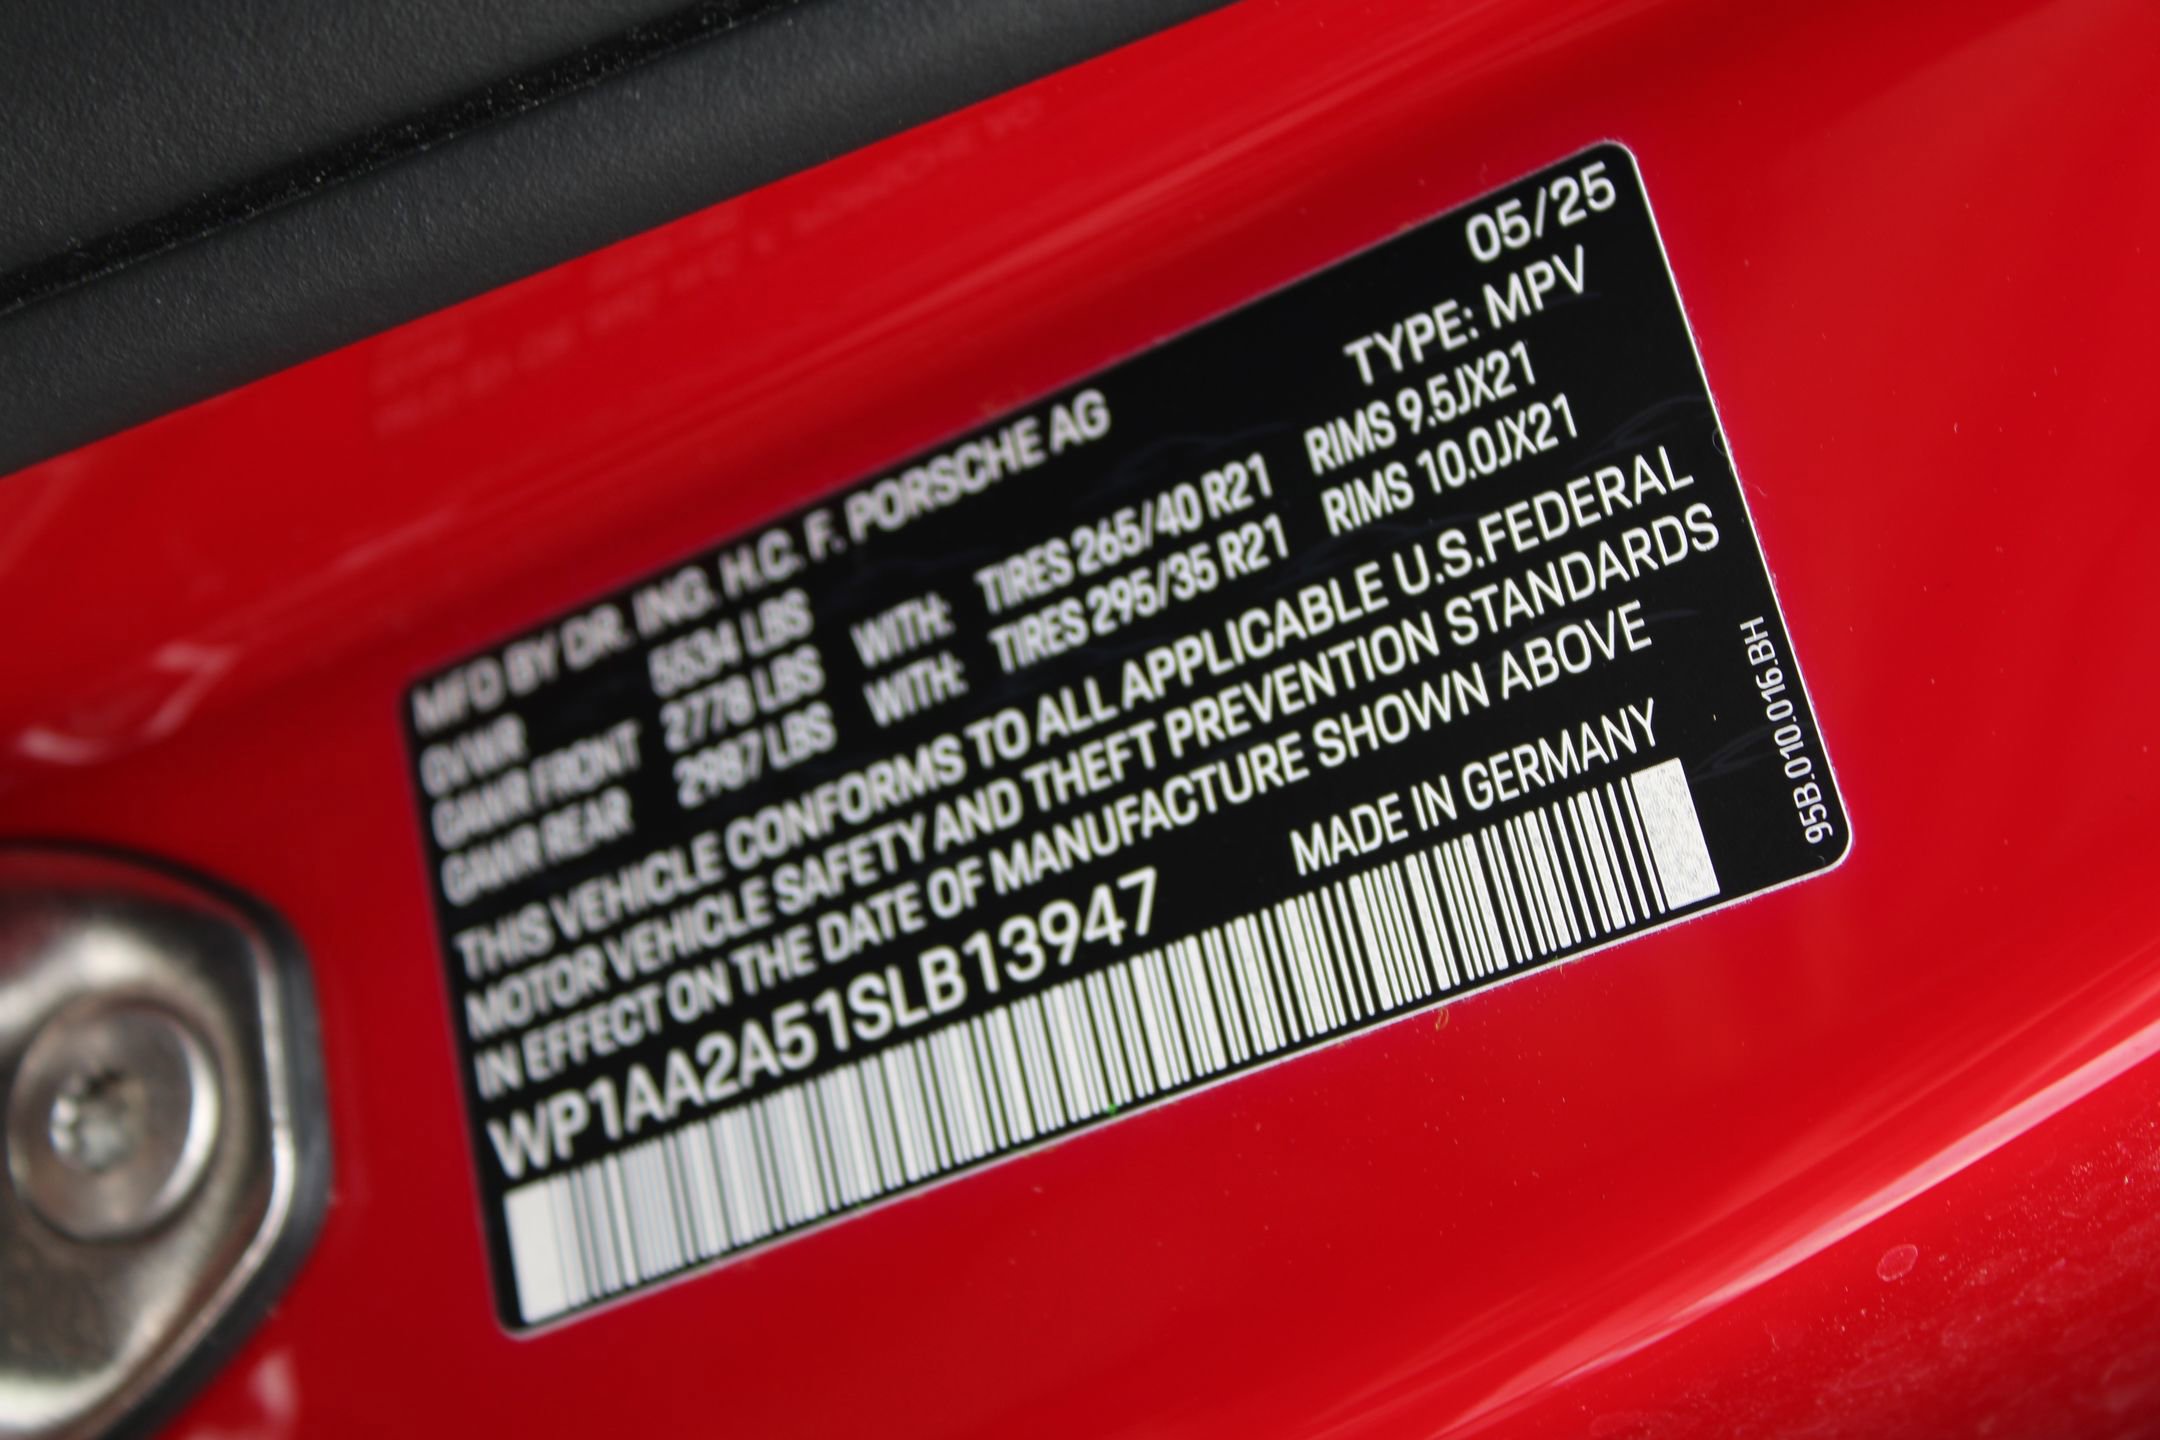 05/25
MFD BY DR. ING. H.C. F. PORSCHE AG TYPE: MPV
GVWR 5534 LBS
GAWR FRONT 2778 LBS WITH: TIRES 265/40 R21 RIMS 9.5JX21
GAWR REAR 2987 LBS WITH: TIRES 295/35 R21 RIMS 10.0JX21
THIS VEHICLE CONFORMS TO ALL APPLICABLE U.S.FEDERAL
MOTOR VEHICLE SAFETY AND THEFT PREVENTION STANDARDS
IN EFFECT ON THE DATE OF MANUFACTURE SHOWN ABOVE
WP1AA2A51SLB13947 MADE IN GERMANY
95B.010.016.BH